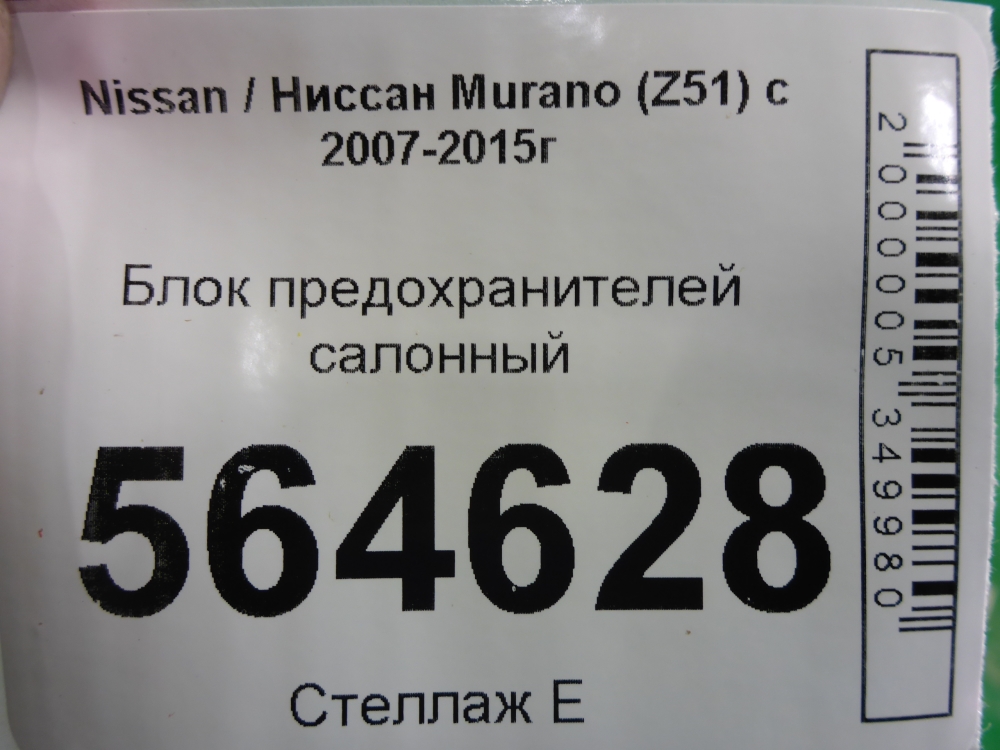 Nissan / Ниссан Murano (Z51) с
2007-2015г
Блок предохранителей
салонный
564628
Стеллаж Е
2000005349980